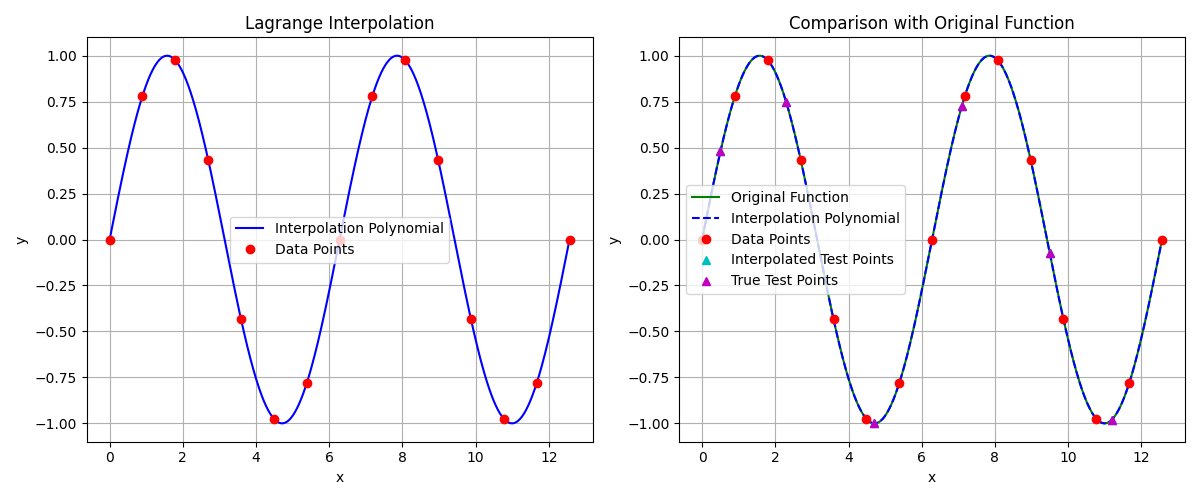 Lagrange Interpolation
1.00
0.75
0.50
0.25
0.00
−0.25
−0.50
−0.75
−1.00
y
0 2 4 6 8 10 12
x
Interpolation Polynomial
Data Points
Comparison with Original Function
1.00
0.75
0.50
0.25
0.00
−0.25
−0.50
−0.75
−1.00
y
0 2 4 6 8 10 12
x
Original Function
Interpolation Polynomial
Data Points
Interpolated Test Points
True Test Points